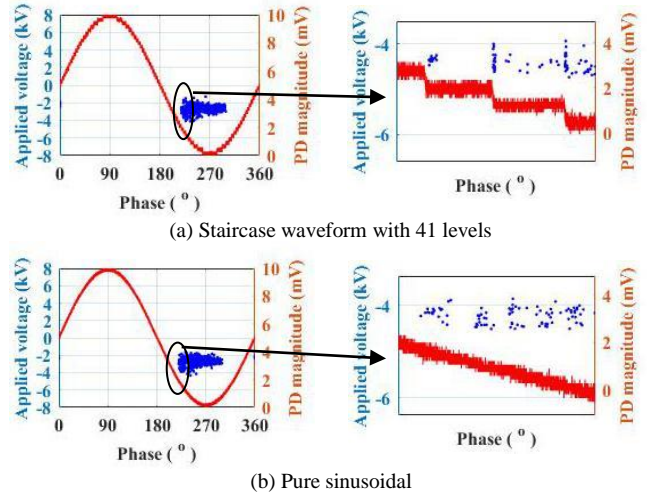 8
6
4
2
0
-2
-4
-6
-8
Applied voltage (kV)
10
8
6
4
2
0
PD magnitude (mV)
0 90 180 270 360
Phase ( o )
-4
-6
Applied voltage (kV)
4
2
0
PD magnitude (mV)
(a) Staircase waveform with 41 levels
8
6
4
2
0
-2
-4
-6
-8
Applied voltage (kV)
10
8
6
4
2
0
PD magnitude (mV)
0 90 180 270 360
Phase ( o )
-4
-6
Applied voltage (kV)
4
2
0
PD magnitude (mV)
Phase ( o )
(b) Pure sinusoidal